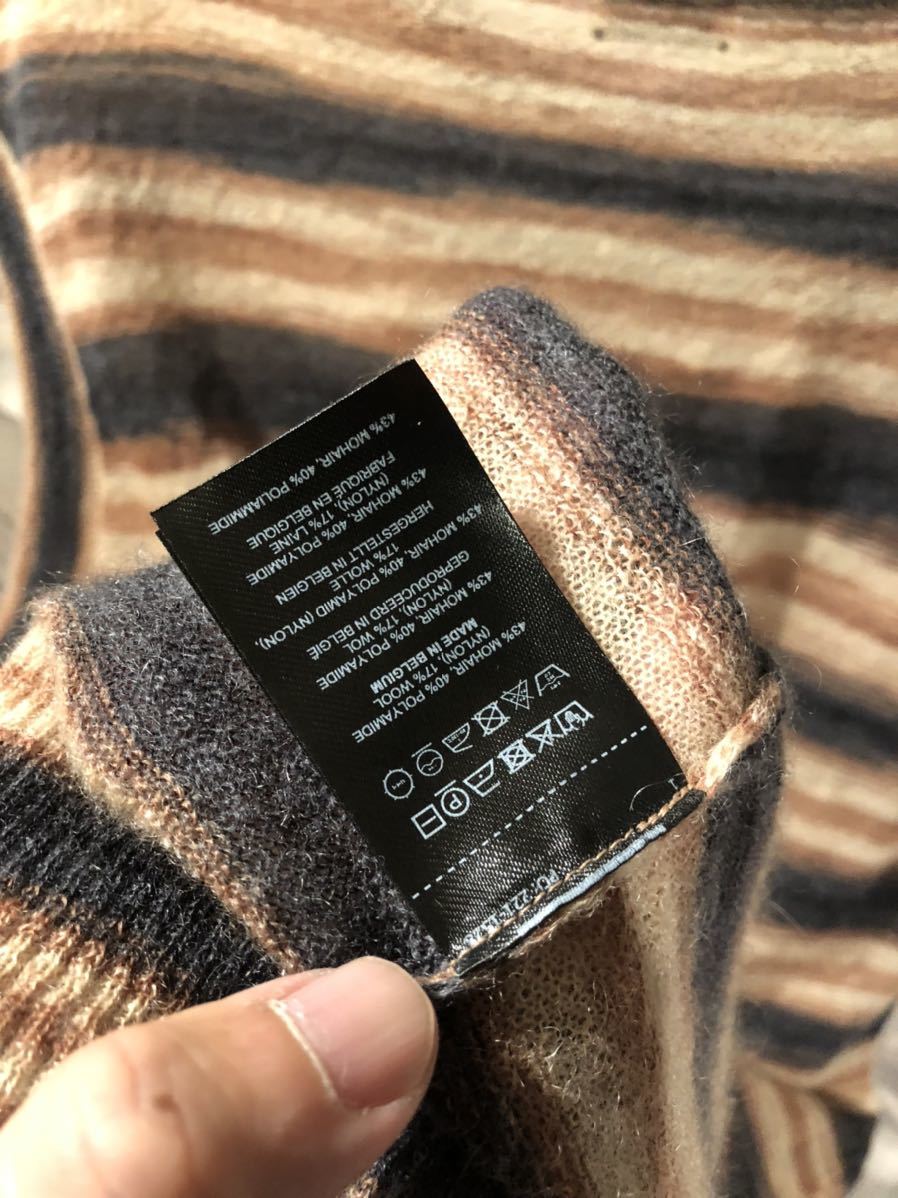 43% MOHAIR, 40% POLYAMIDE
(NYLON), 17% WOOL
MADE IN BELGIUM
43% MOHAIR, 40% POLYAMIDE
(NYLON), 17% WOL
GEPRODUCEERD IN BELGIË
43% MOHAIR, 40% POLYAMID (NYLON),
17% WOLLE
HERGESTELLT IN BELGIEN
43% MOHAIR, 40% POLYAMIDE
(NYLON), 17% LAINE
FABRIQUE EN BELGIQUE
43% MOHAIR, 40% POLIAMMIDE